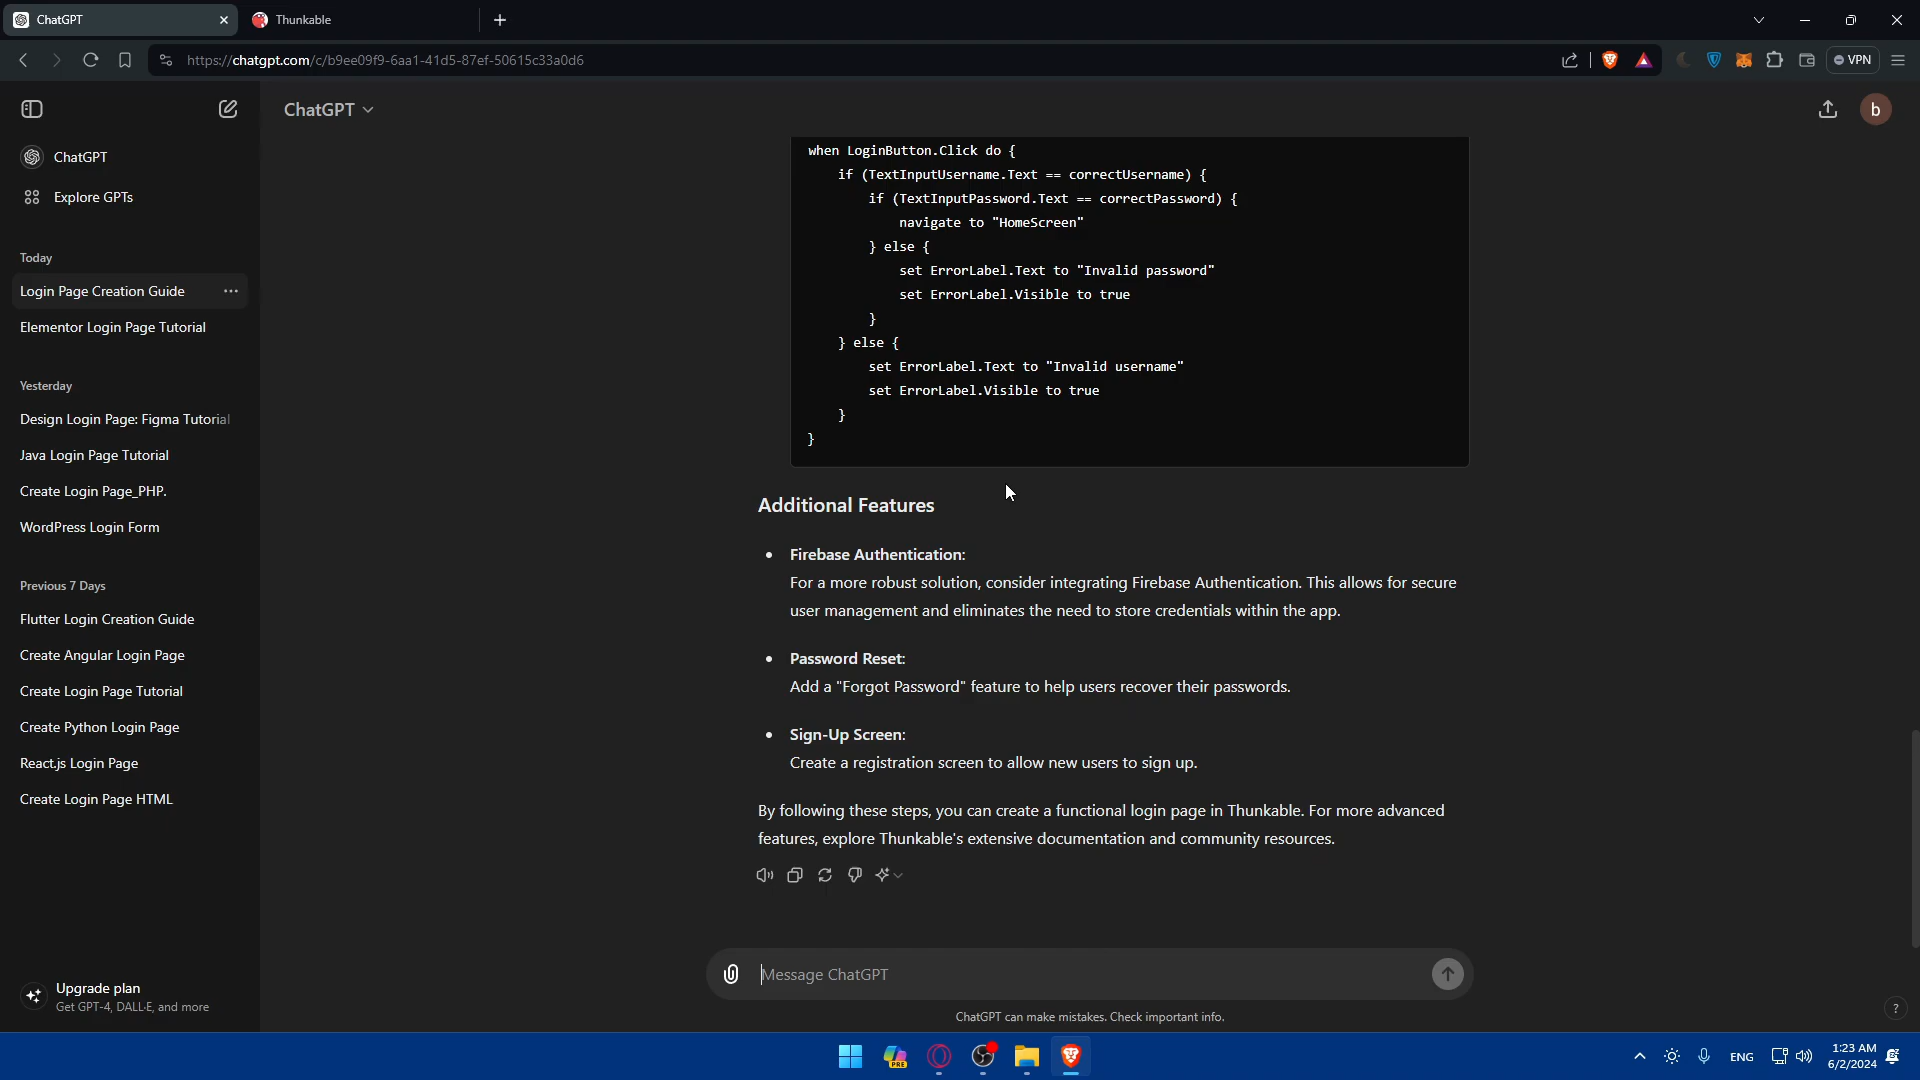 ChatGPT
Thunkable
https://chatgpt.com/c/b9ee09f9-6aa1-41d5-87ef-50615c33a0d6
VPN
ChatGPT
b
ChatGPT
Explore GPTs
Today
Login Page Creation Guide
Elementor Login Page Tutorial
Yesterday
Design Login Page: Figma Tutorial
Java Login Page Tutorial
Create Login Page_PHP.
WordPress Login Form
Previous 7 Days
Flutter Login Creation Guide
Create Angular Login Page
Create Login Page Tutorial
Create Python Login Page
React.js Login Page
Create Login Page HTML
Upgrade plan
Get GPT-4, DALL·E, and more
when LoginButton.Click do {
if (TextInputUsername.Text == correctUsername) {
if (TextInputPassword.Text == correctPassword) {
navigate to "HomeScreen"
} else {
set ErrorLabel.Text to "Invalid password"
set ErrorLabel.Visible to true
}
} else {
set ErrorLabel.Text to "Invalid username"
set ErrorLabel.Visible to true
}
}
Additional Features
• Firebase Authentication:
For a more robust solution, consider integrating Firebase Authentication. This allows for secure
user management and eliminates the need to store credentials within the app.
• Password Reset:
Add a "Forgot Password" feature to help users recover their passwords.
• Sign-Up Screen:
Create a registration screen to allow new users to sign up.
By following these steps, you can create a functional login page in Thunkable. For more advanced
features, explore Thunkable's extensive documentation and community resources.
Message ChatGPT
ChatGPT can make mistakes. Check important info.
?
PRE
ENG
1:23 AM
6/2/2024